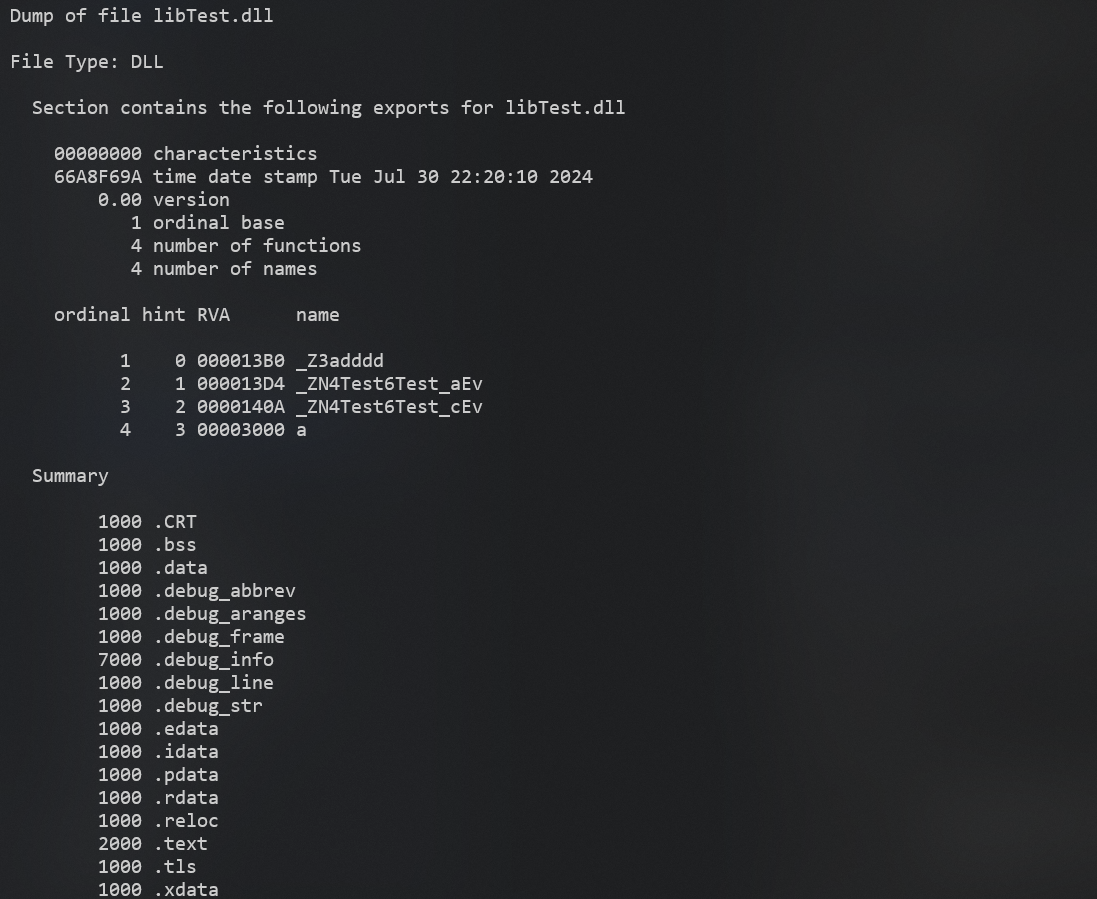 Dump of file libTest.dll
File Type: DLL
Section contains the following exports for libTest.dll
00000000 characteristics
66A8F69A time date stamp Tue Jul 30 22:20:10 2024
0.00 version
1 ordinal base
4 number of functions
4 number of names
ordinal hint RVA name
1 0 000013B0 _Z3adddd
2 1 000013D4 _ZN4Test6Test_aEv
3 2 0000140A _ZN4Test6Test_cEv
4 3 00003000 a
Summary
1000 .CRT
1000 .bss
1000 .data
1000 .debug_abbrev
1000 .debug_aranges
1000 .debug_frame
7000 .debug_info
1000 .debug_line
1000 .debug_str
1000 .edata
1000 .idata
1000 .pdata
1000 .rdata
1000 .reloc
2000 .text
1000 .tls
1000 .xdata